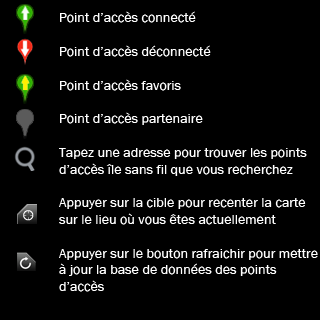 Point d'accès connecté
Point d'accès déconnecté
Point d'accès favoris
Point d'accès partenaire
Tapez une adresse pour trouver les points
d'accès île sans fil que vous recherchez
Appuyer sur la cible pour recenter la carte
sur le lieu où vous êtes actuellement
Appuyer sur le bouton rafraichir pour mettre
à jour la base de données des points
d'accès